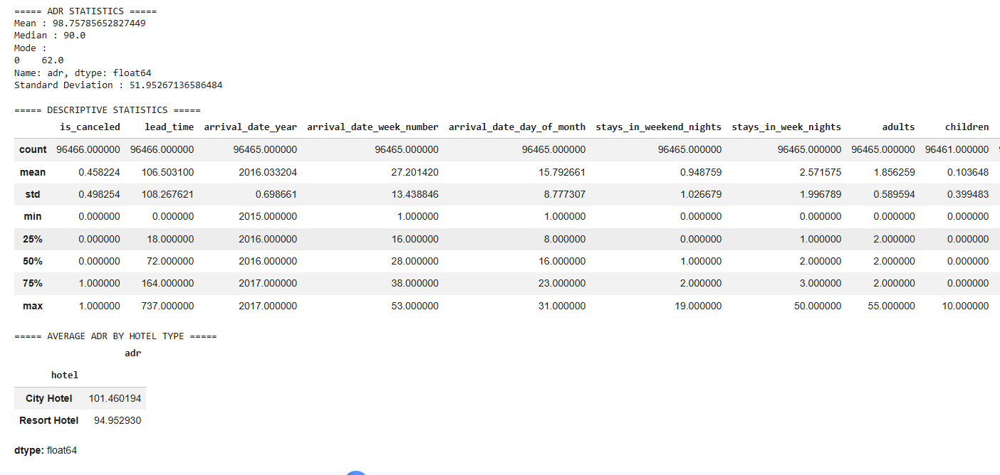 ===== ADR STATISTICS =====
Mean : 98.75785652827449
Median : 90.0
Mode :
0    62.0
Name: adr, dtype: float64
Standard Deviation : 51.95267136586484
===== DESCRIPTIVE STATISTICS =====
is_canceled lead_time arrival_date_year arrival_date_week_number arrival_date_day_of_month stays_in_weekend_nights stays_in_week_nights adults children
count 96466.000000 96466.000000 96465.000000 96465.000000 96465.000000 96465.000000 96465.000000 96465.000000 96461.000000
mean 0.458224 106.503100 2016.033204 27.201420 15.792661 0.948759 2.571575 1.856259 0.103648
std 0.498254 108.267621 0.698661 13.438846 8.777307 1.026679 1.996789 0.589594 0.399483
min 0.000000 0.000000 2015.000000 1.000000 1.000000 0.000000 0.000000 0.000000 0.000000
25% 0.000000 18.000000 2016.000000 16.000000 8.000000 0.000000 1.000000 2.000000 0.000000
50% 0.000000 72.000000 2016.000000 28.000000 16.000000 1.000000 2.000000 2.000000 0.000000
75% 1.000000 164.000000 2017.000000 38.000000 23.000000 2.000000 3.000000 2.000000 0.000000
max 1.000000 737.000000 2017.000000 53.000000 31.000000 19.000000 50.000000 55.000000 10.000000
===== AVERAGE ADR BY HOTEL TYPE =====
adr
hotel
City Hotel 101.460194
Resort Hotel 94.952930
dtype: float64